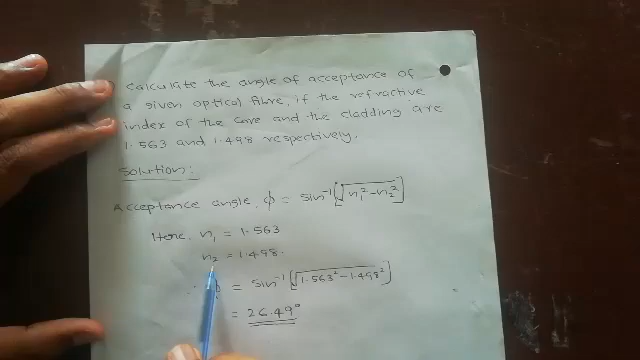 Calculate the angle of acceptance of
a given optical fibre, if the refractive
index of the core and the cladding are
1.563 and 1.498 respectively.
Solution:
Acceptance angle, ϕ = sin⁻¹[√n₁² - n₂²]
Here n₁ = 1.563
n₂ = 1.498.
= sin⁻¹[√1.563² - 1.498²]
= 26.49°